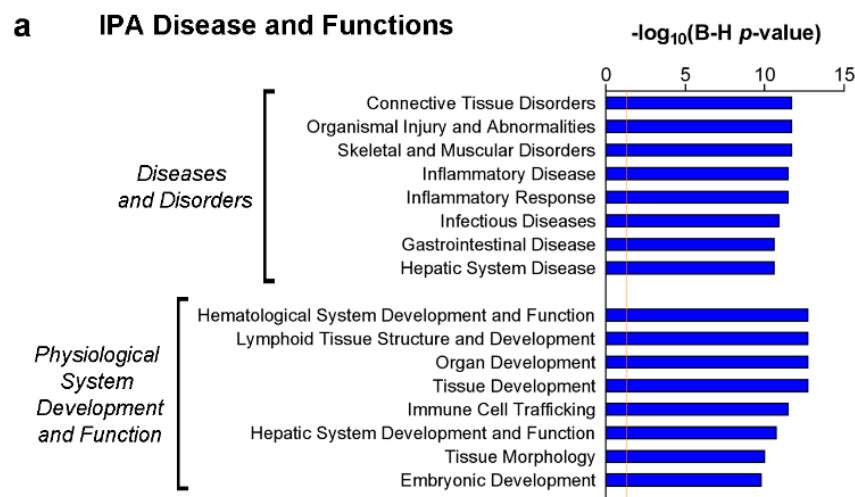 a IPA Disease and Functions
-log₁₀(B-H p-value)
0 5 10 15
Diseases
and Disorders
Connective Tissue Disorders
Organismal Injury and Abnormalities
Skeletal and Muscular Disorders
Inflammatory Disease
Inflammatory Response
Infectious Diseases
Gastrointestinal Disease
Hepatic System Disease
Physiological
System
Development
and Function
Hematological System Development and Function
Lymphoid Tissue Structure and Development
Organ Development
Tissue Development
Immune Cell Trafficking
Hepatic System Development and Function
Tissue Morphology
Embryonic Development